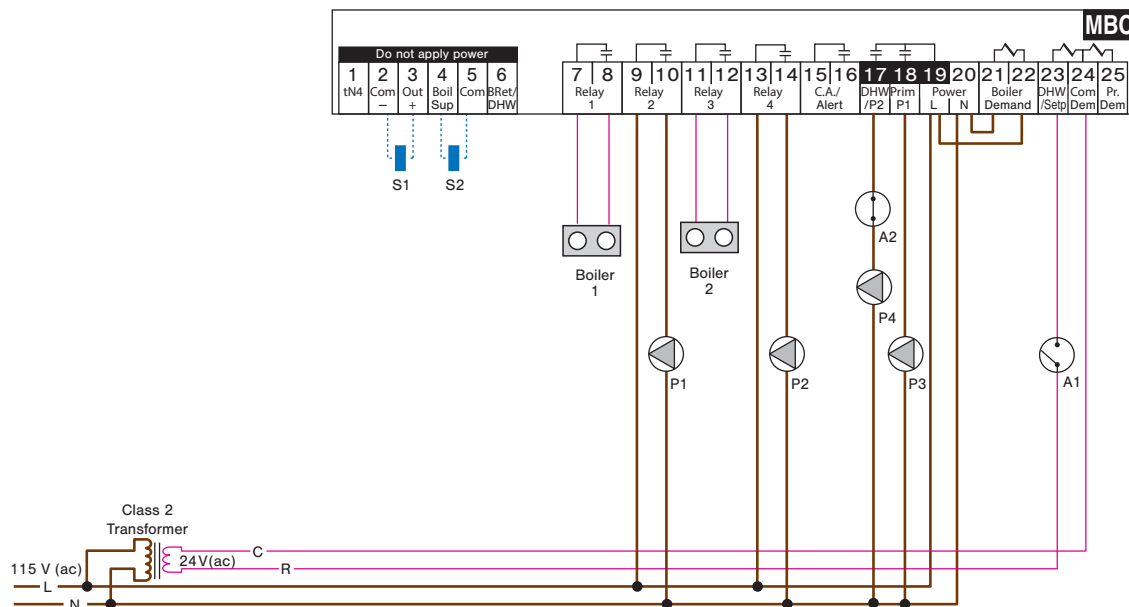 MBC
Do not apply power
1 2 3 4 5 6 7 8 9 10 11 12 13 14 15 16 17 18 19 20 21 22 23 24 25
tN4 Com − Out + Boil Sup Com BRet/ DHW
Relay 1
Relay 2
Relay 3
Relay 4
C.A./ Alert
DHW /P2
Prim P1
Power L N
Boiler Demand
DHW /Setp
Com Dem
Pr. Dem
S1
S2
A2
Boiler 1
Boiler 2
P4
P1
P2
P3
A1
Class 2
Transformer
C
24V(ac)
115 V (ac)
R
L
N